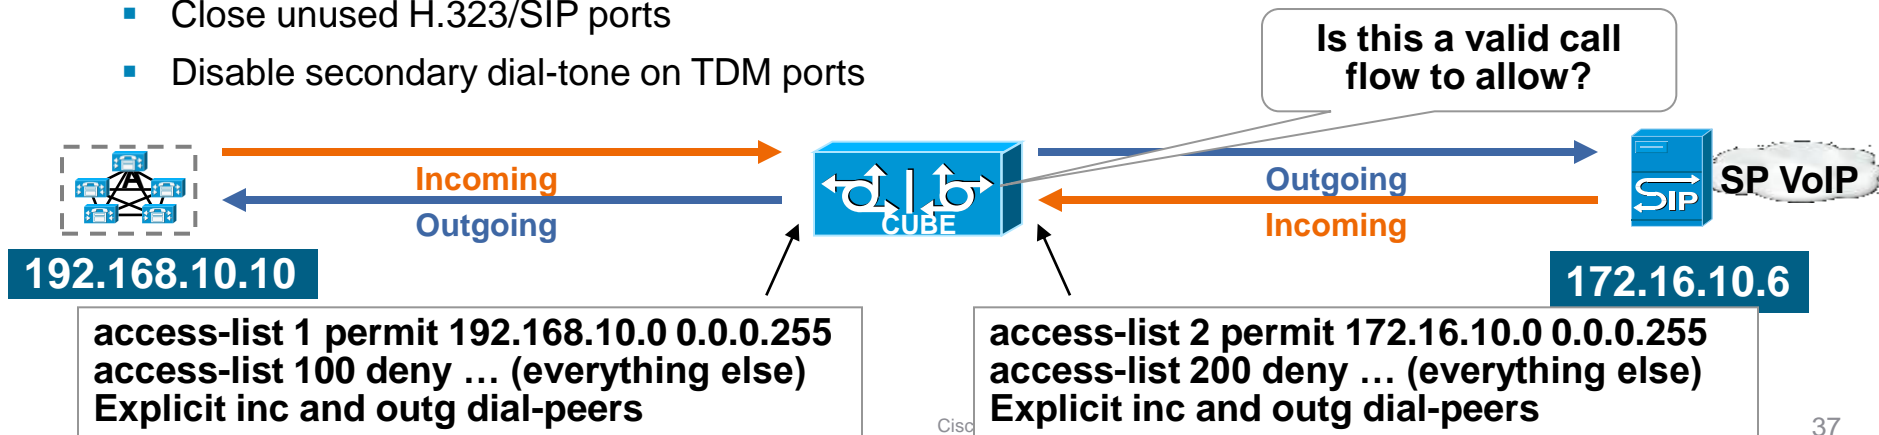 Close unused H.323/SIP ports
Disable secondary dial-tone on TDM ports
Is this a valid call
flow to allow?
Incoming
Outgoing
CUBE
Outgoing
Incoming
SIP
SP VoIP
192.168.10.10
172.16.10.6
access-list 1 permit 192.168.10.0 0.0.0.255
access-list 100 deny … (everything else)
Explicit inc and outg dial-peers
access-list 2 permit 172.16.10.0 0.0.0.255
access-list 200 deny … (everything else)
Explicit inc and outg dial-peers
Cisc
37